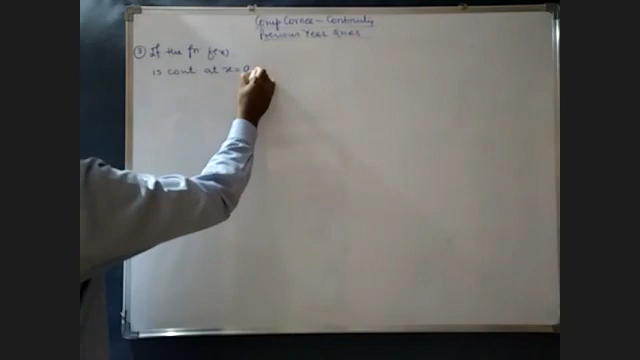 Comp Corner - Continuity
Previous Year Ques
③ If the fn f(x)
is cont at x=0